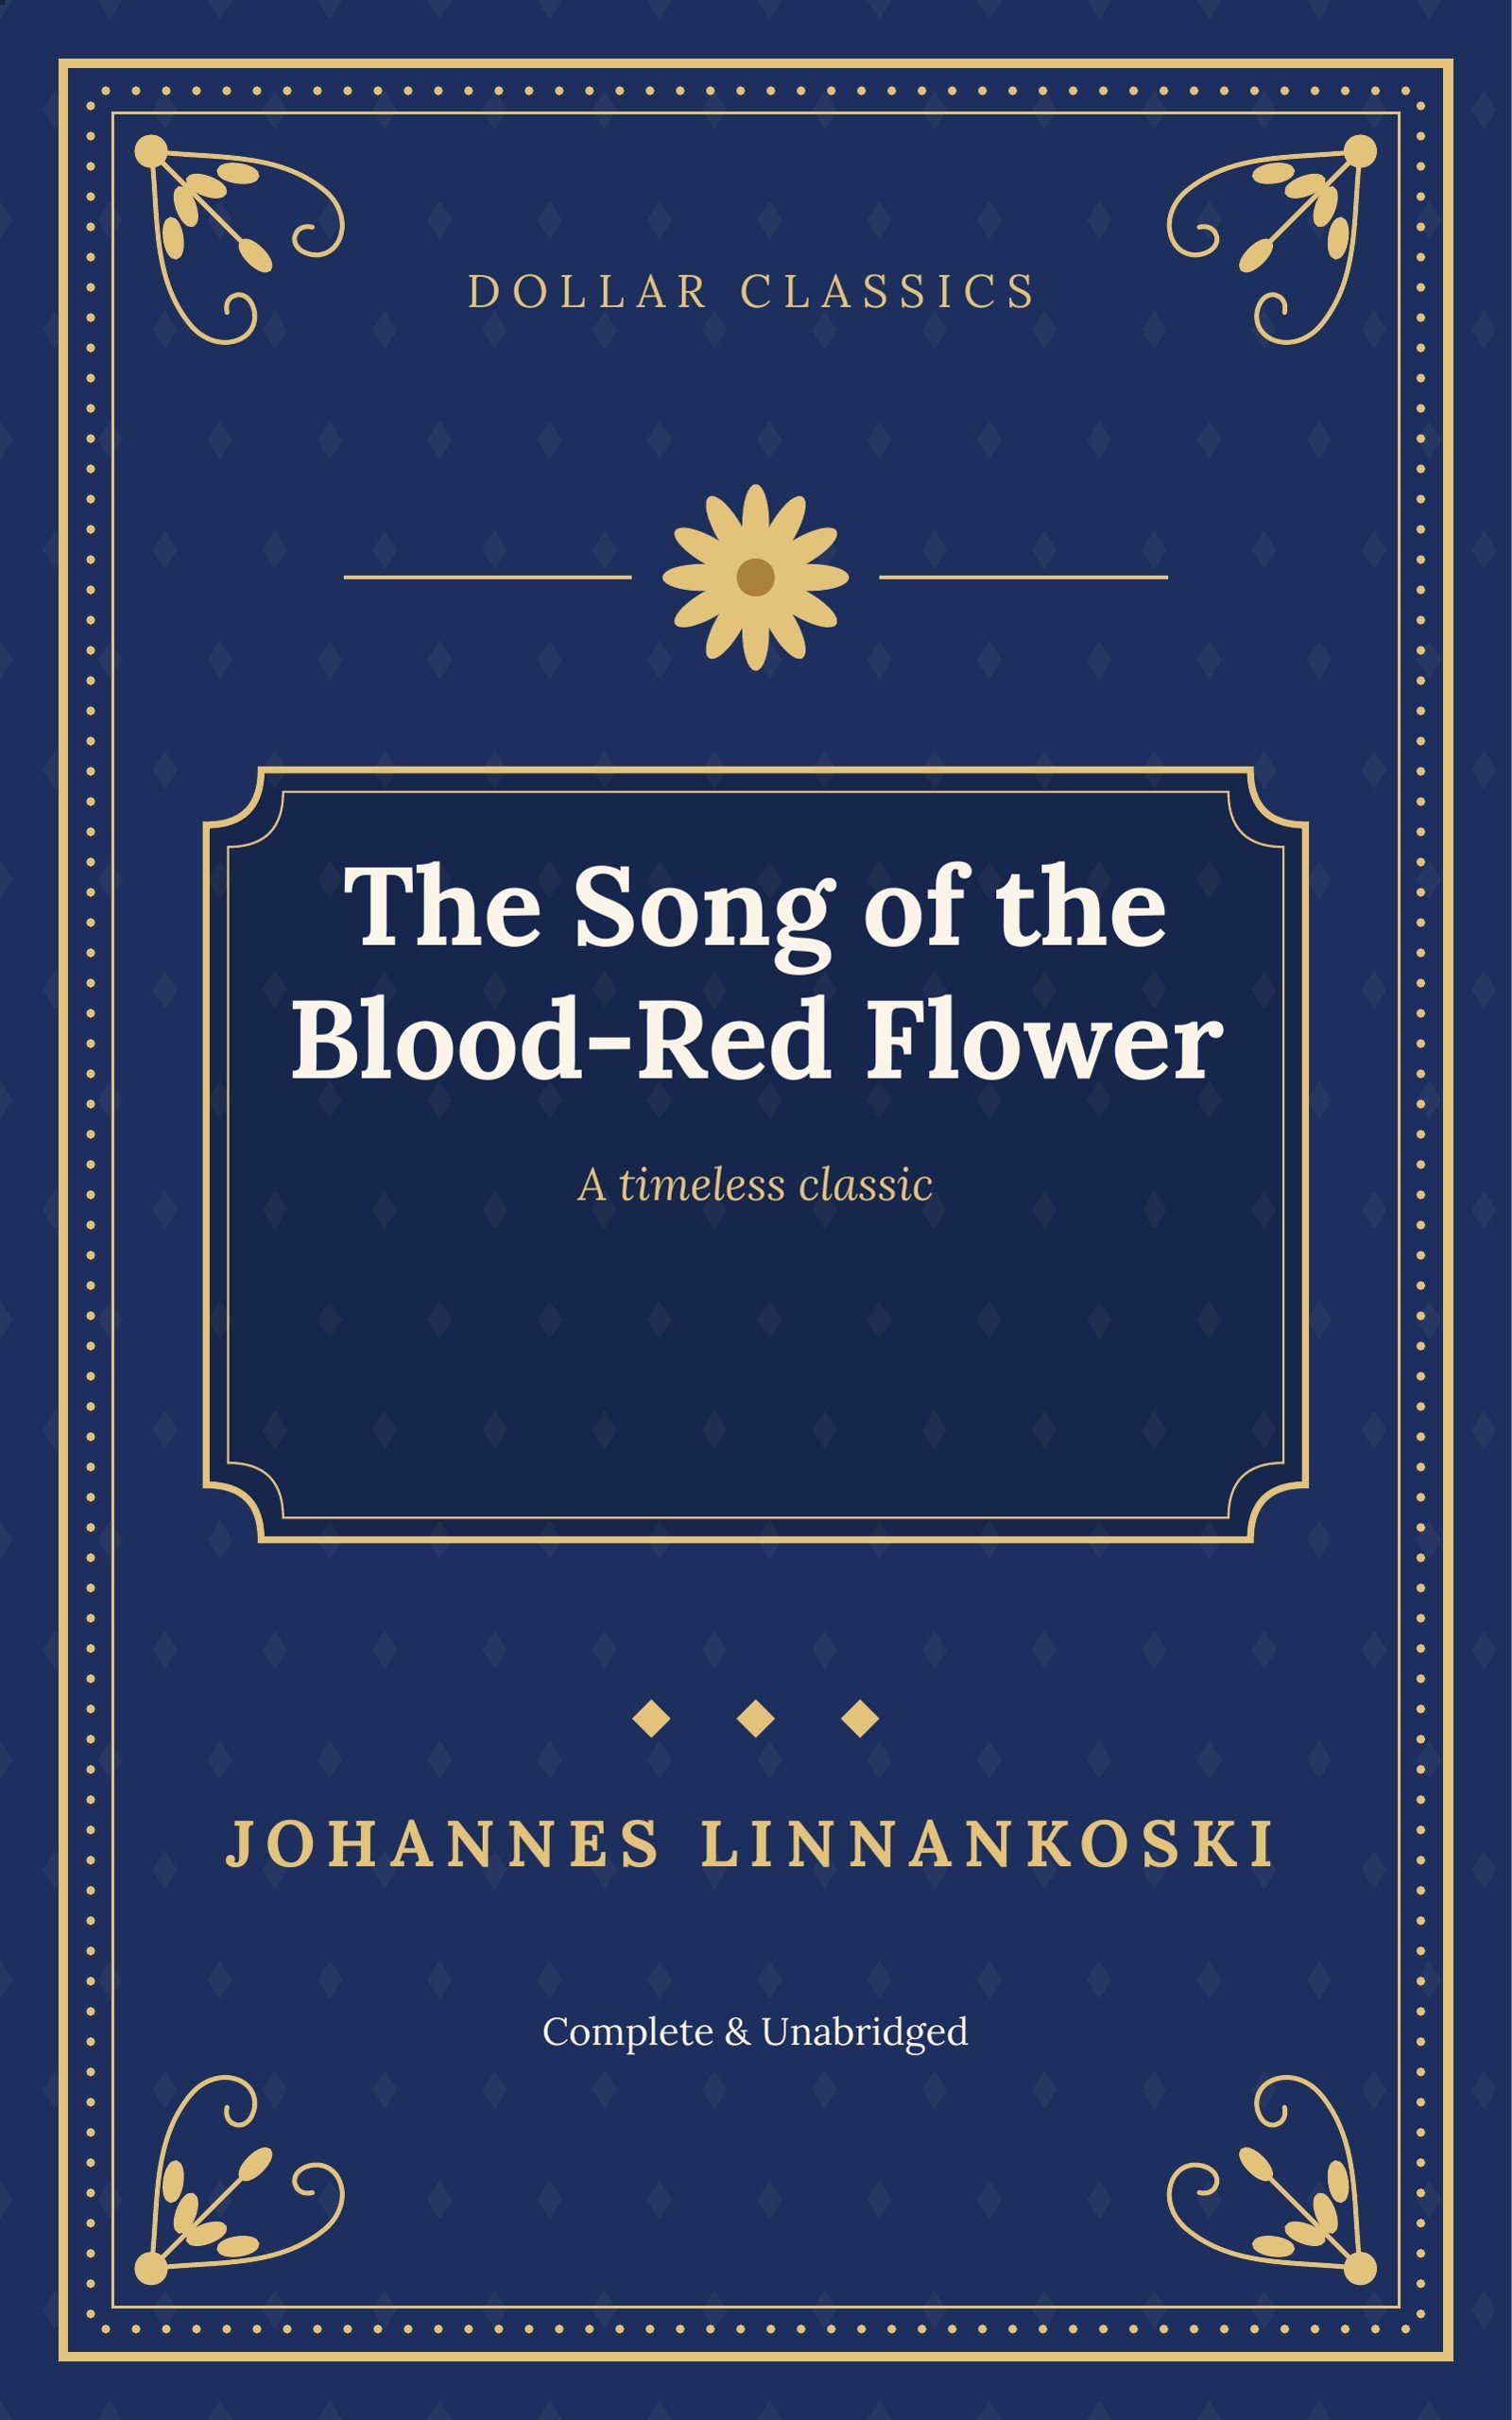 DOLLAR CLASSICS
The Song of the
Blood-Red Flower
A timeless classic
JOHANNES LINNANKOSKI
Complete & Unabridged